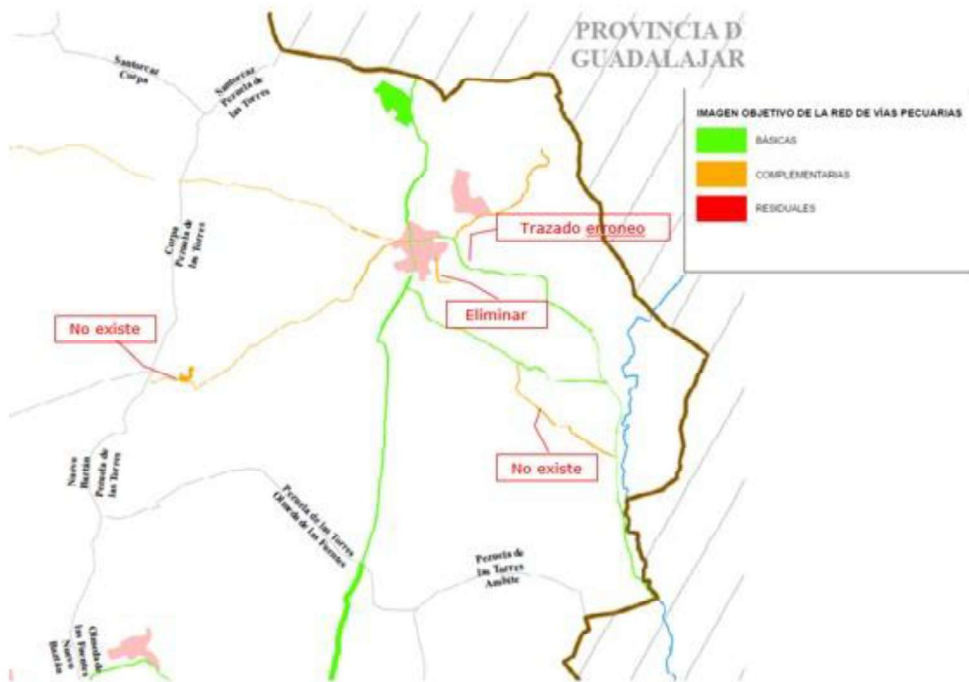 PROVINCIA D
GUADALAJAR
Santorcaz
Corpa
Santorcaz
Pezuela de
las Torres
IMAGEN OBJETIVO DE LA RED DE VÍAS PECUARIAS
BÁSICAS
COMPLEMENTARIAS
RESIDUALES
Corpa
Pezuela de
las Torres
Trazado erroneo
Eliminar
No existe
No existe
Nuevo
Baztán
Pezuela de
las Torres
Pezuela de las Torres
Olmeda de las Fuentes
Pezuela de
las Torres
Ambite
Olmeda de
las Fuentes
Nuevo
Baztán